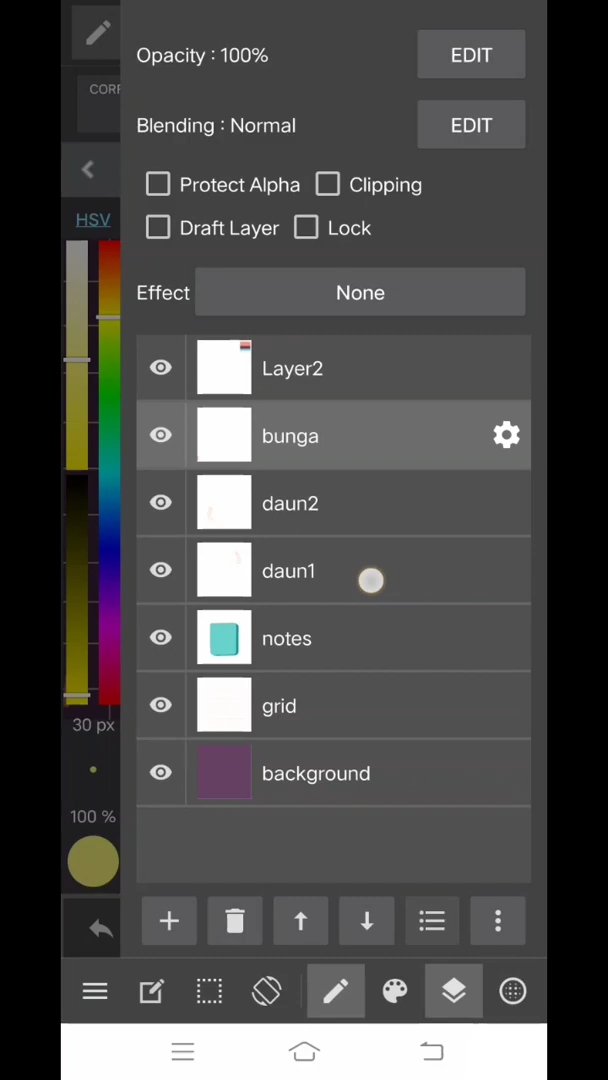 Opacity : 100%
EDIT
CORR
Blending : Normal
EDIT
Protect Alpha
Clipping
HSV
Draft Layer
Lock
Effect
None
Layer2
bunga
daun2
daun1
notes
grid
30 px
background
100 %